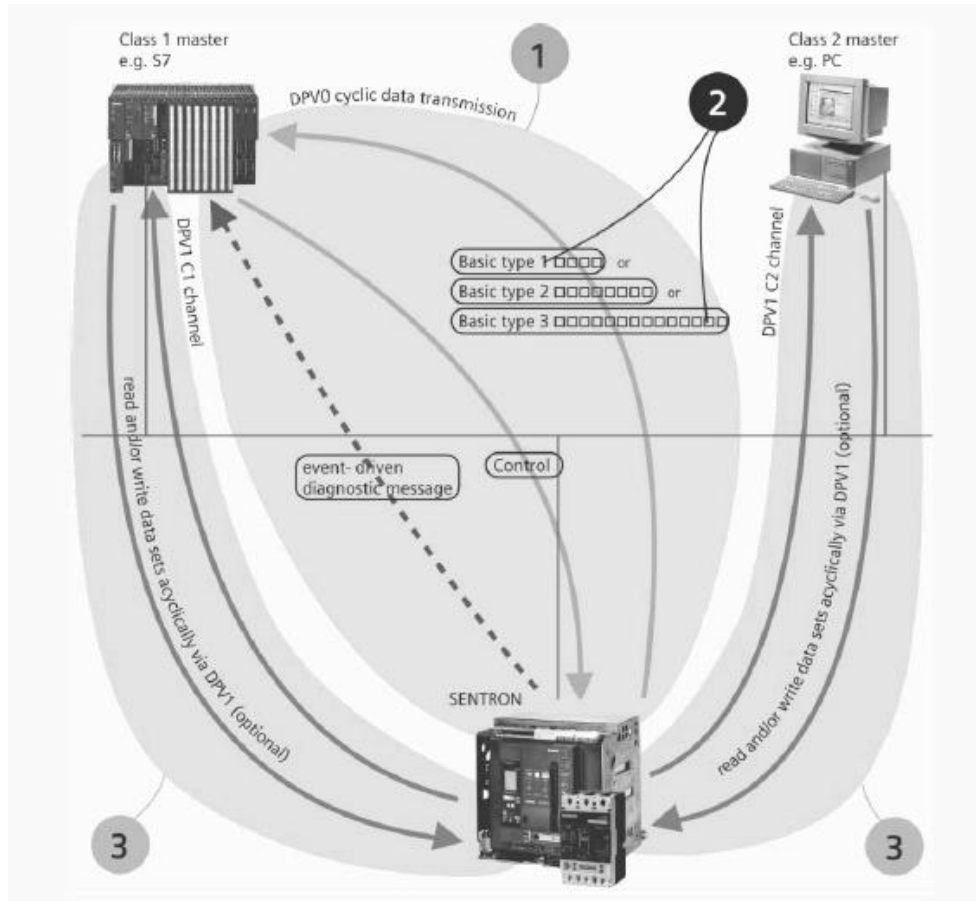 Class 1 master
e.g. S7
Class 2 master
e.g. PC
1
DPV0 cyclic data transmission
2
DPV1 C1 channel
DPV1 C2 channel
Basic type 1 or
Basic type 2 or
Basic type 3
event- driven
diagnostic message
Control
read and/or write data sets acyclically via DPV1 (optional)
read and/or write data sets acyclically via DPV1 (optional)
SENTRON
3
3